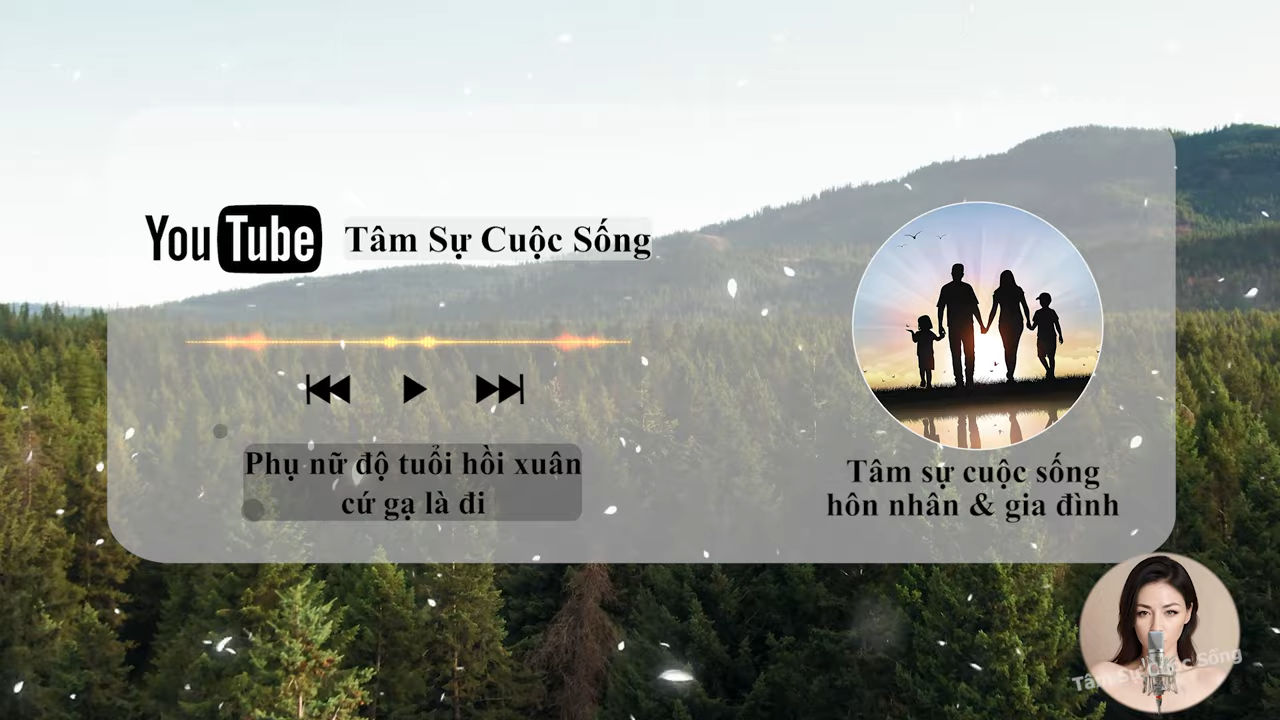 YouTube Tâm Sự Cuộc Sống
Phụ nữ độ tuổi hồi xuân
cứ gạ là đi
Tâm sự cuộc sống
hôn nhân & gia đình
Tâm Sự Cuộc Sống